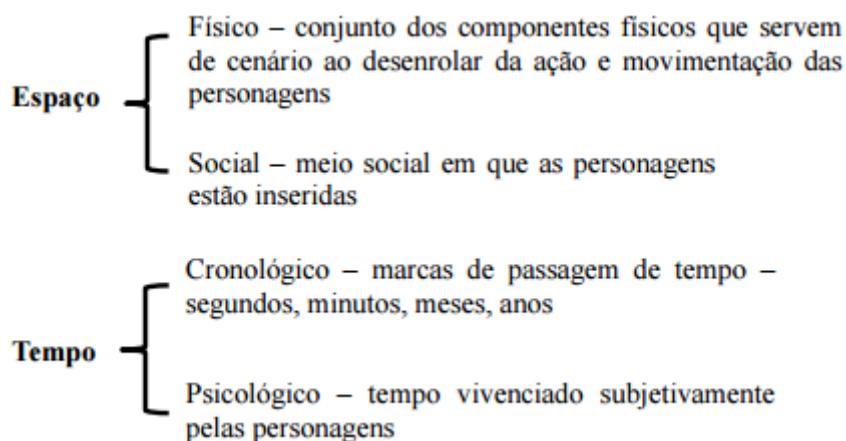 Físico – conjunto dos componentes físicos que servem
de cenário ao desenrolar da ação e movimentação das
Espaço
personagens
Social – meio social em que as personagens
estão inseridas
Cronológico – marcas de passagem de tempo –
segundos, minutos, meses, anos
Tempo
Psicológico – tempo vivenciado subjetivamente
pelas personagens